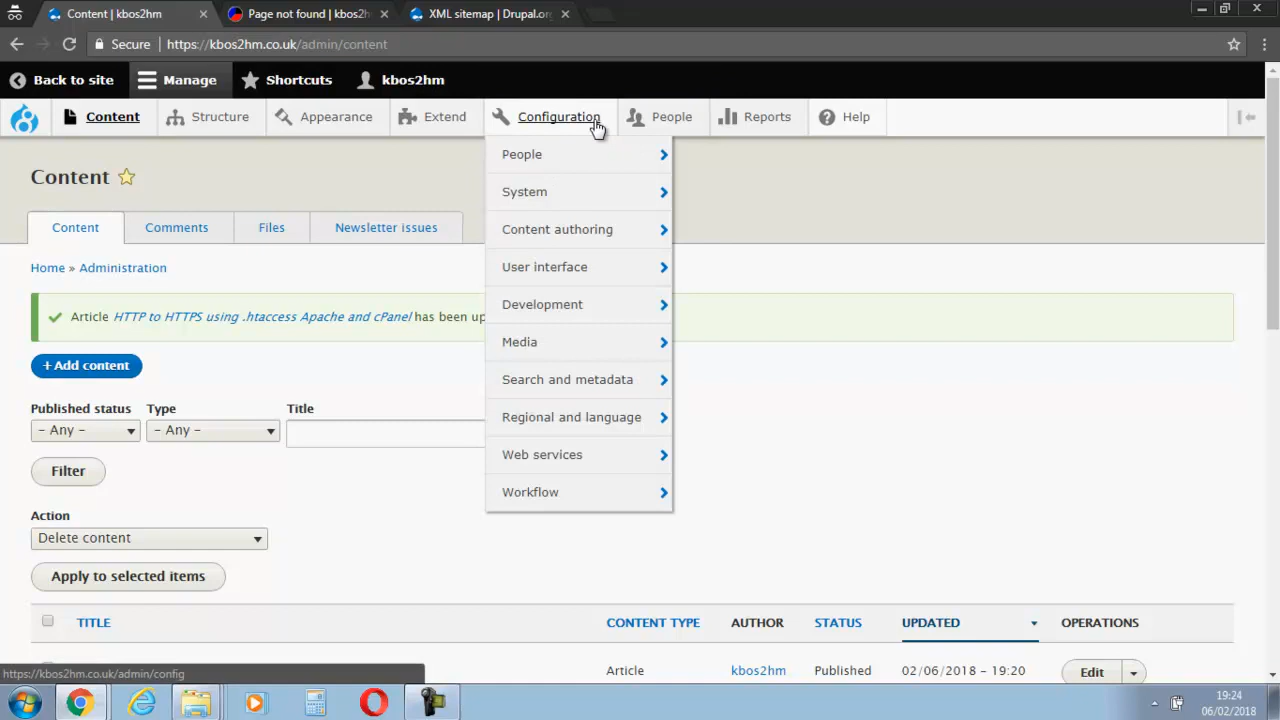 Content | kbos2hm
Page not found | kbos2h
XML sitemap | Drupal.or
Secure https://kbos2hm.co.uk/admin/content
Back to site Manage Shortcuts kbos2hm
Content Structure Appearance Extend Configuration People Reports Help
People
System
Content authoring
User interface
Development
Media
Search and metadata
Regional and language
Web services
Workflow
Content
Content Comments Files Newsletter issues
Home » Administration
Article HTTP to HTTPS using .htaccess Apache and cPanel has been up
+ Add content
Published status Type Title
- Any - - Any -
Filter
Action
Delete content
Apply to selected items
TITLE CONTENT TYPE AUTHOR STATUS UPDATED OPERATIONS
Article kbos2hm Published 02/06/2018 - 19:20 Edit
https://kbos2hm.co.uk/admin/config
19:24
06/02/2018